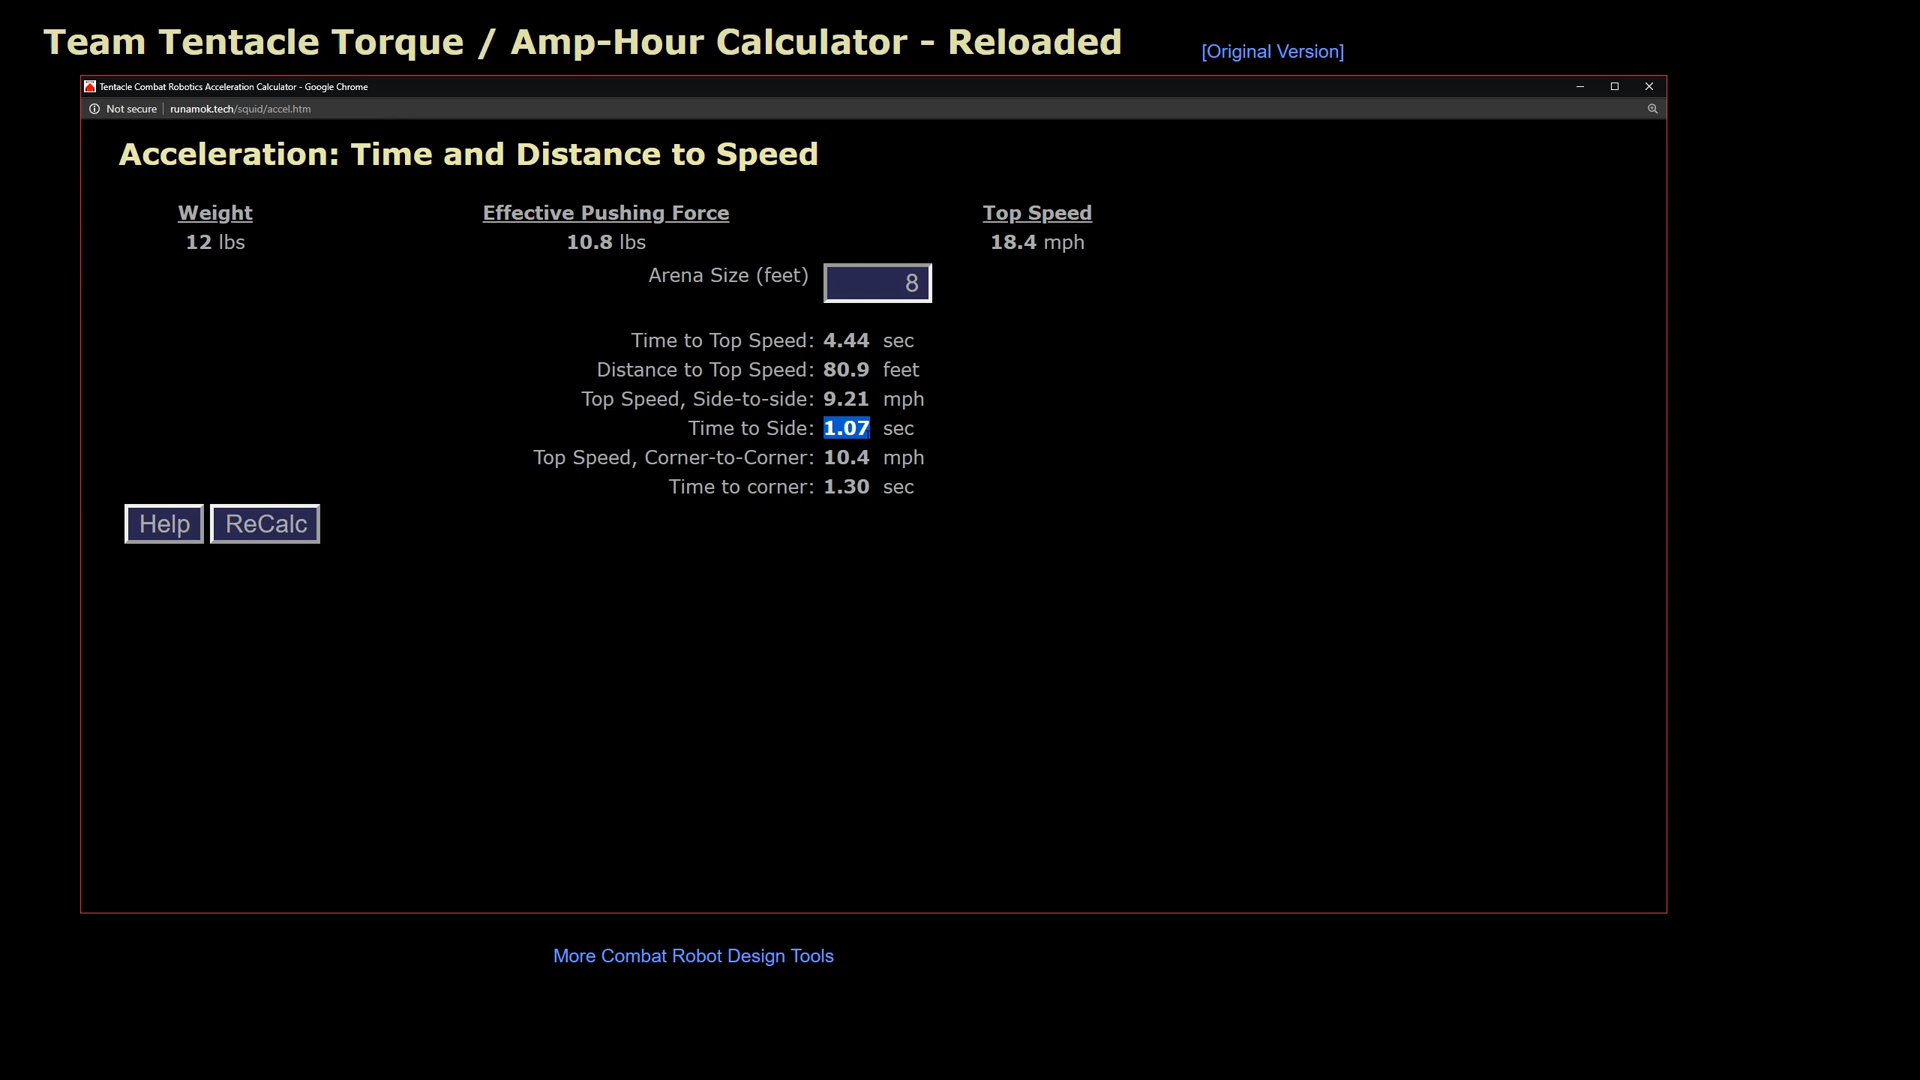 Team Tentacle Torque / Amp-Hour Calculator - Reloaded [Original Version]
Tentacle Combat Robotics Acceleration Calculator - Google Chrome
Not secure | runamok.tech/squid/accel.htm
Acceleration: Time and Distance to Speed
Weight Effective Pushing Force Top Speed
12 lbs 10.8 lbs 18.4 mph
Arena Size (feet) 8
Time to Top Speed: 4.44 sec
Distance to Top Speed: 80.9 feet
Top Speed, Side-to-side: 9.21 mph
Time to Side: 1.07 sec
Top Speed, Corner-to-Corner: 10.4 mph
Time to corner: 1.30 sec
Help ReCalc
More Combat Robot Design Tools